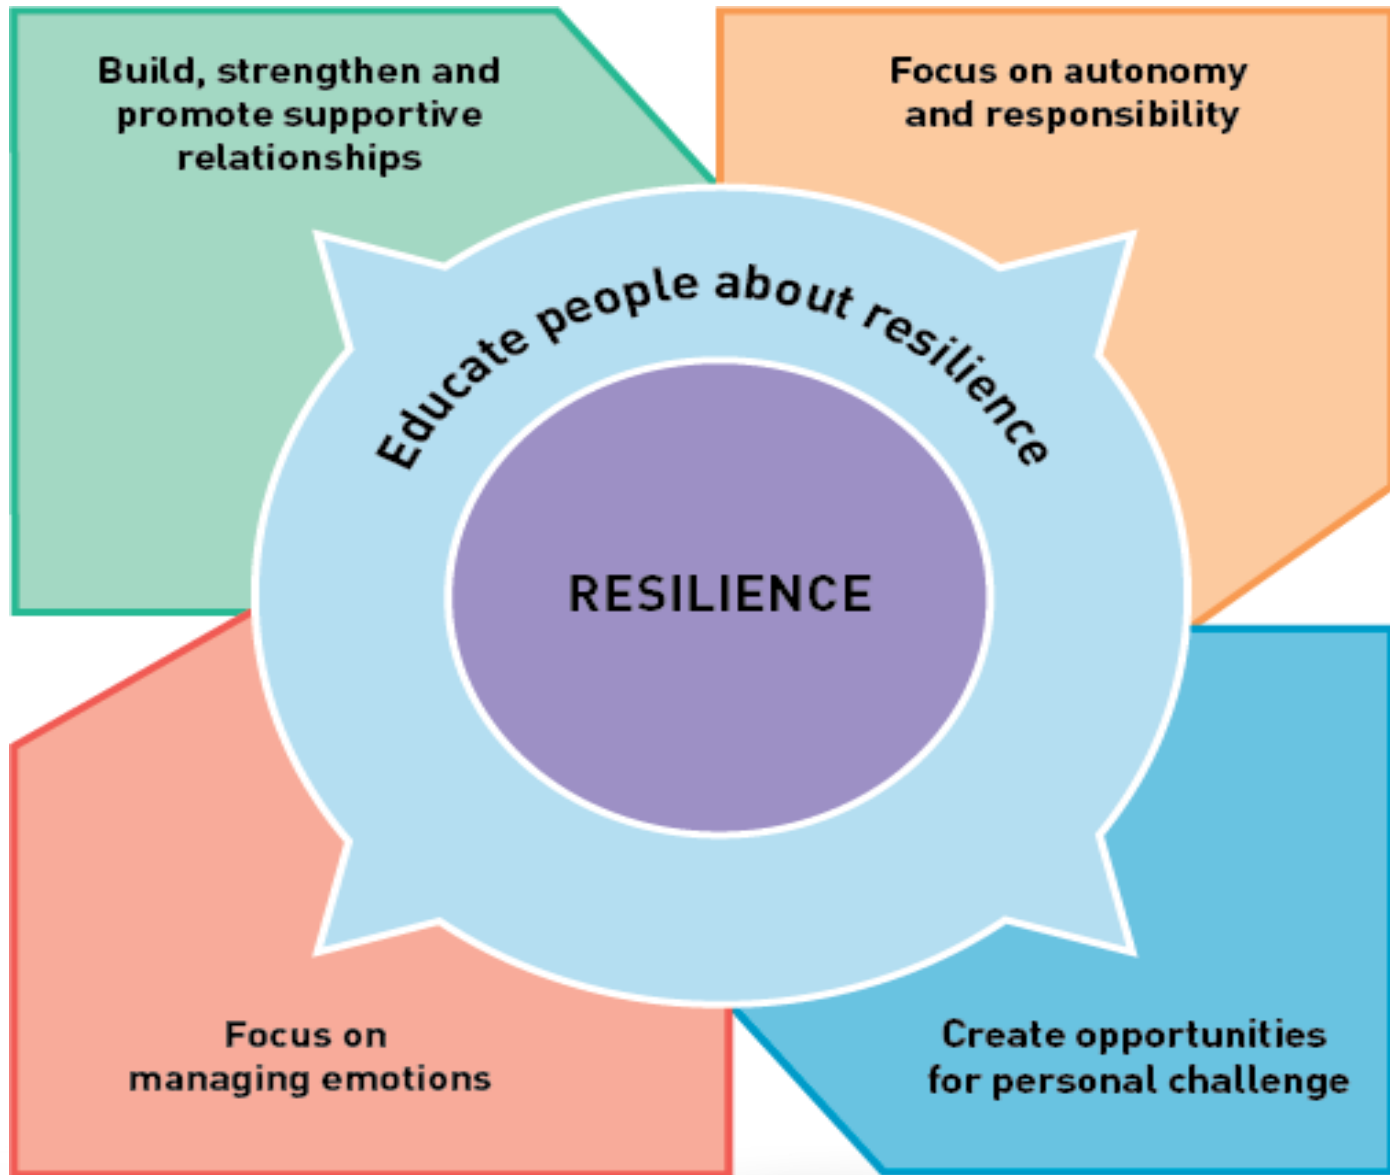 Build, strengthen and
promote supportive
relationships
Focus on autonomy
and responsibility
Educate people about resilience
RESILIENCE
Focus on
managing emotions
Create opportunities
for personal challenge